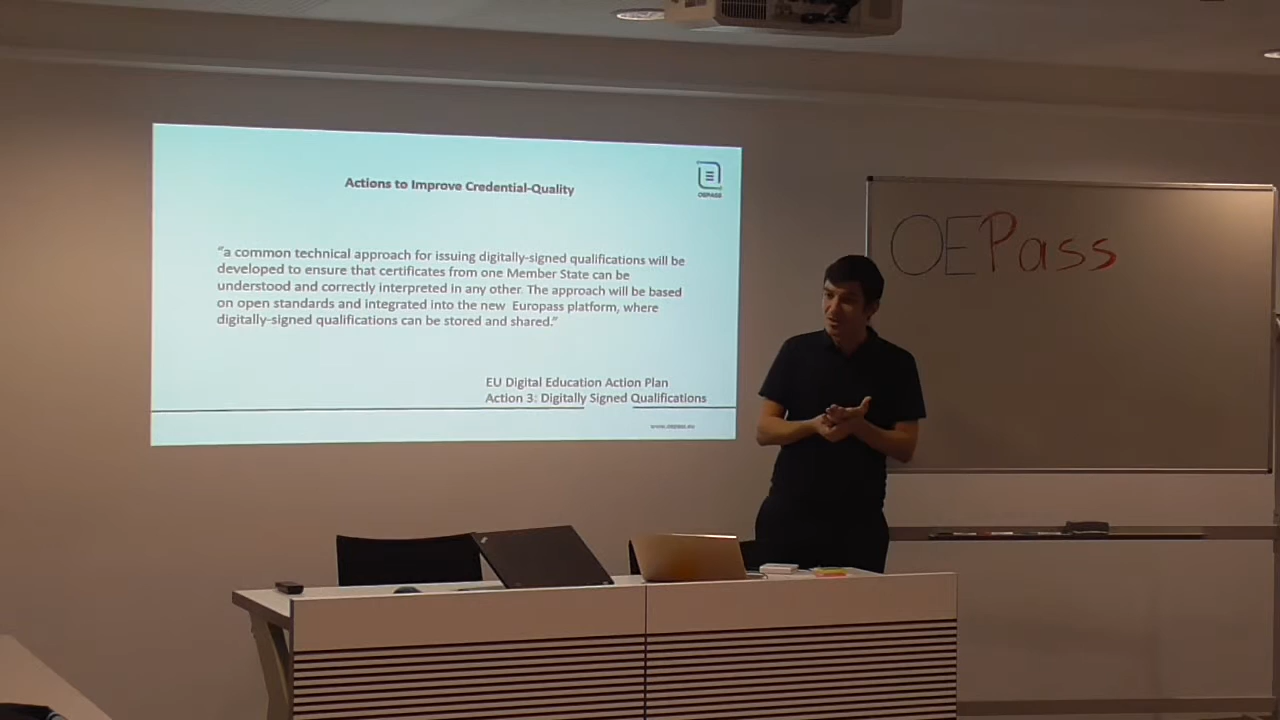 Actions to Improve Credential-Quality
OEPASS
"a common technical approach for issuing digitally-signed qualifications will be
developed to ensure that certificates from one Member State can be
understood and correctly interpreted in any other. The approach will be based
on open standards and integrated into the new Europass platform, where
digitally-signed qualifications can be stored and shared."
EU Digital Education Action Plan
Action 3: Digitally Signed Qualifications
www.oepass.eu
OEPass